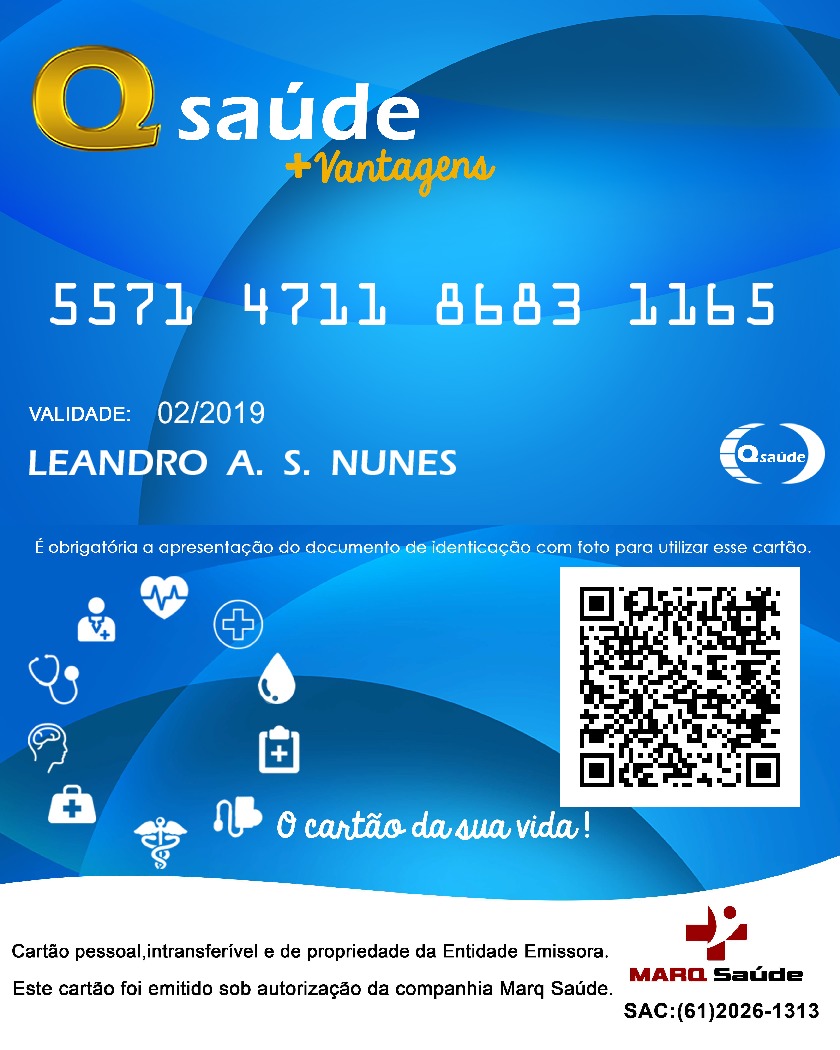 Q saúde
+Vantagens
5571 4711 8683 1165
VALIDADE: 02/2019
LEANDRO A. S. NUNES
Qsaúde
É obrigatória a apresentação do documento de identicação com foto para utilizar esse cartão.
O cartão da sua vida!
Cartão pessoal,intransferível e de propriedade da Entidade Emissora.
Este cartão foi emitido sob autorização da companhia Marq Saúde.
MARQ Saúde
SAC:(61)2026-1313